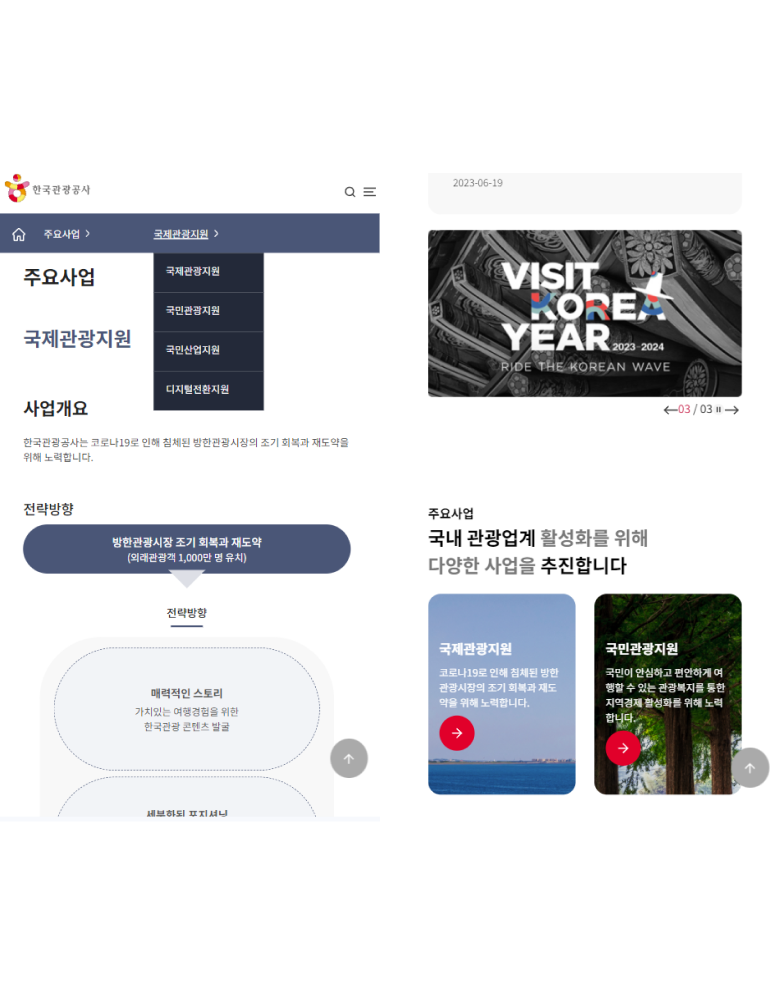 한국관광공사
주요사업
국제관광지원
국제관광지원
국민관광지원
국민산업지원
디지털전환지원
주요사업
국제관광지원
사업개요
한국관광공사는 코로나19로 인해 침체된 방한관광시장의 조기 회복과 재도약을
위해 노력합니다.
전략방향
방한관광시장 조기 회복과 재도약
(외래관광객 1,000만 명 유치)
전략방향
매력적인 스토리
가치있는 여행경험을 위한
한국관광 콘텐츠 발굴
세분화된 포지셔닝
2023-06-19
VISIT
KOREA
YEAR 2023-2024
RIDE THE KOREAN WAVE
03 / 03
주요사업
국내 관광업계 활성화를 위해
다양한 사업을 추진합니다
국제관광지원
코로나19로 인해 침체된 방한
관광시장의 조기 회복과 재도
약을 위해 노력합니다.
국민관광지원
국민이 안심하고 편안하게 여
행할 수 있는 관광복지를 통한
지역경제 활성화를 위해 노력
합니다.